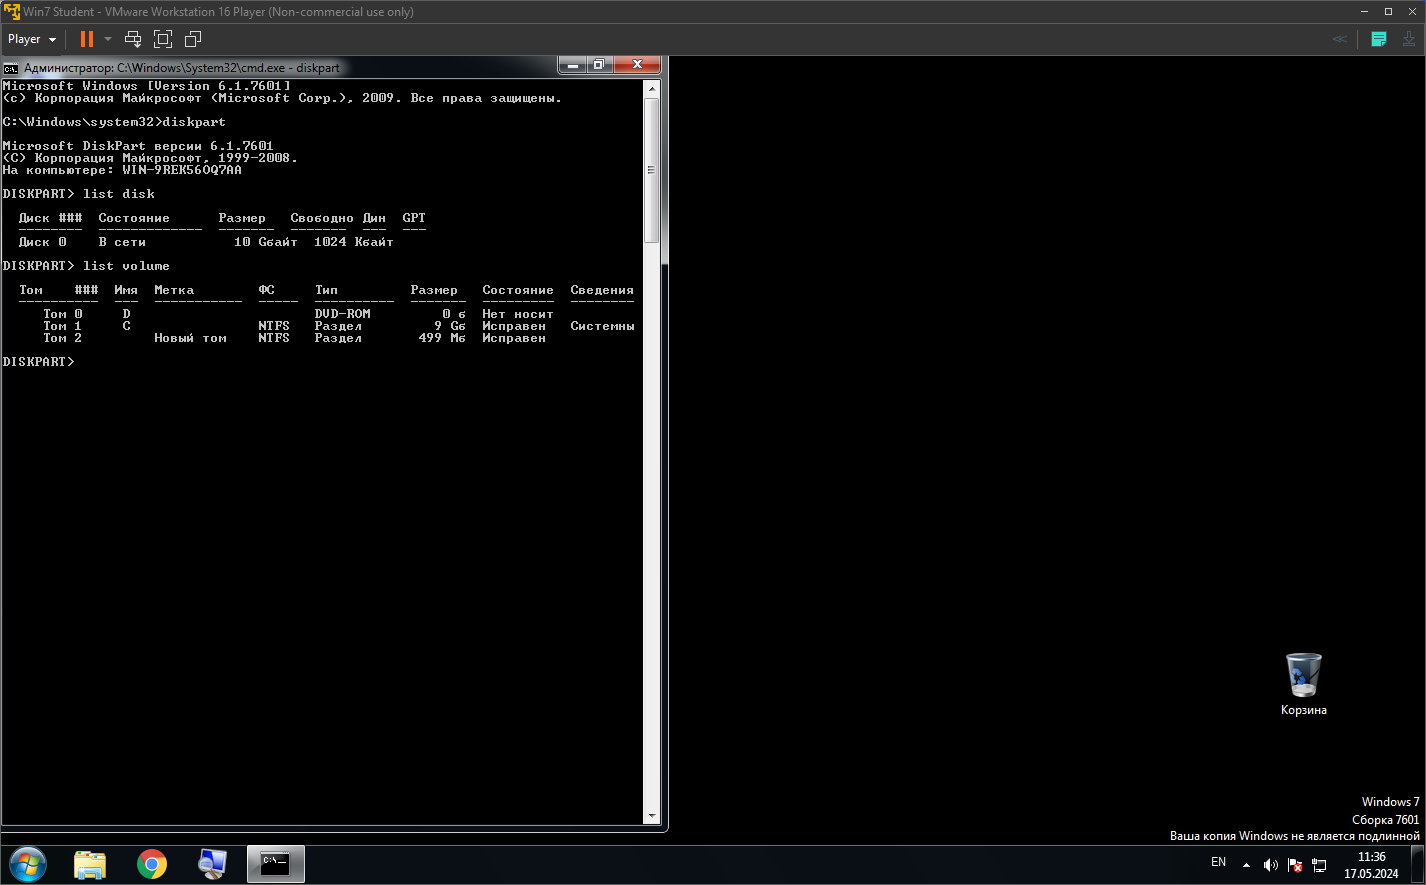 Win7 Student - VMware Workstation 16 Player (Non-commercial use only)
Player
Администратор: C:\Windows\System32\cmd.exe - diskpart
Microsoft Windows [Version 6.1.7601]
(c) Корпорация Майкрософт (Microsoft Corp.), 2009. Все права защищены.
C:\Windows\system32>diskpart
Microsoft DiskPart версии 6.1.7601
(C) Корпорация Майкрософт, 1999-2008.
На компьютере: WIN-9REK56OQ7AA
DISKPART> list disk
Диск ### Состояние Размер Свободно Дин GPT
-------- ------------- ------- ------- --- ---
Диск 0 В сети 10 Gбайт 1024 Kбайт
DISKPART> list volume
Том ### Имя Метка ФС Тип Размер Состояние Сведения
---------- --- ----------- ----- ---------- ------- --------- --------
Том 0 D DVD-ROM 0 б Нет носит
Том 1 C NTFS Раздел 9 Gб Исправен Системны
Том 2 Новый том NTFS Раздел 499 Mб Исправен
DISKPART>
Корзина
Windows 7
Сборка 7601
Ваша копия Windows не является подлинной
EN
11:36
17.05.2024